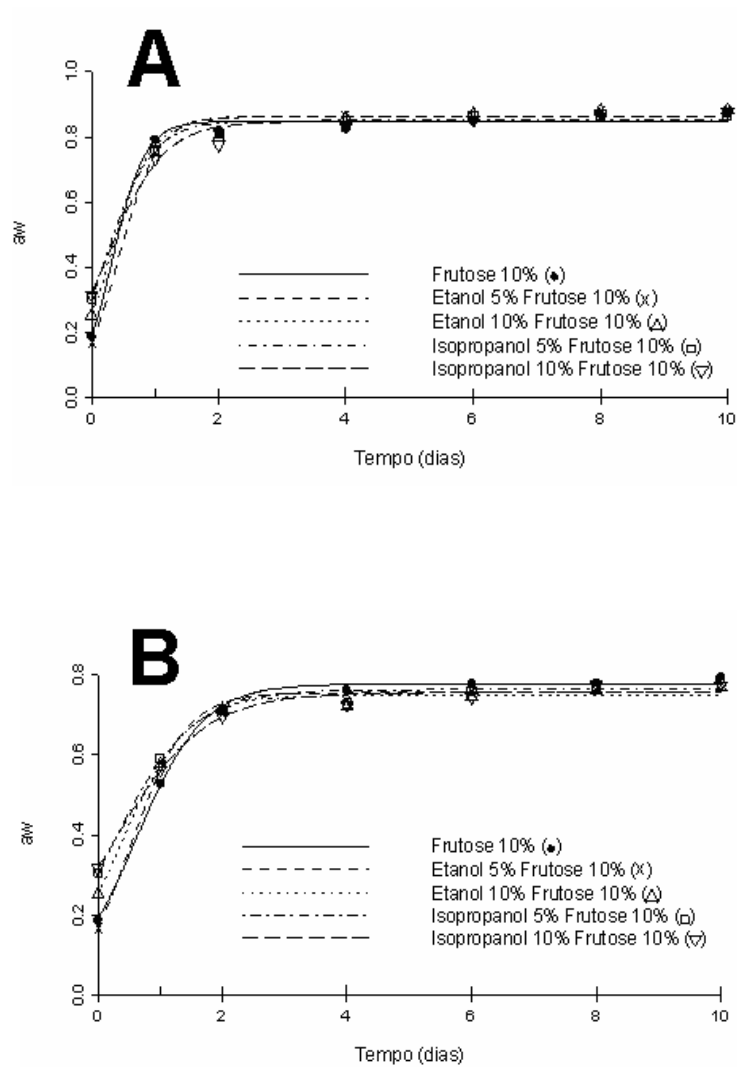 A
1.0
0.8
0.6
0.4
0.2
0.0
aw
Frutose 10% (●)
Etanol 5% Frutose 10% (x)
Etanol 10% Frutose 10% (△)
Isopropanol 5% Frutose 10% (□)
Isopropanol 10% Frutose 10% (▽)
0 2 4 6 8 10
Tempo (dias)
B
0.8
0.6
0.4
0.2
0.0
aw
Frutose 10% (●)
Etanol 5% Frutose 10% (x)
Etanol 10% Frutose 10% (△)
Isopropanol 5% Frutose 10% (□)
Isopropanol 10% Frutose 10% (▽)
0 2 4 6 8 10
Tempo (dias)